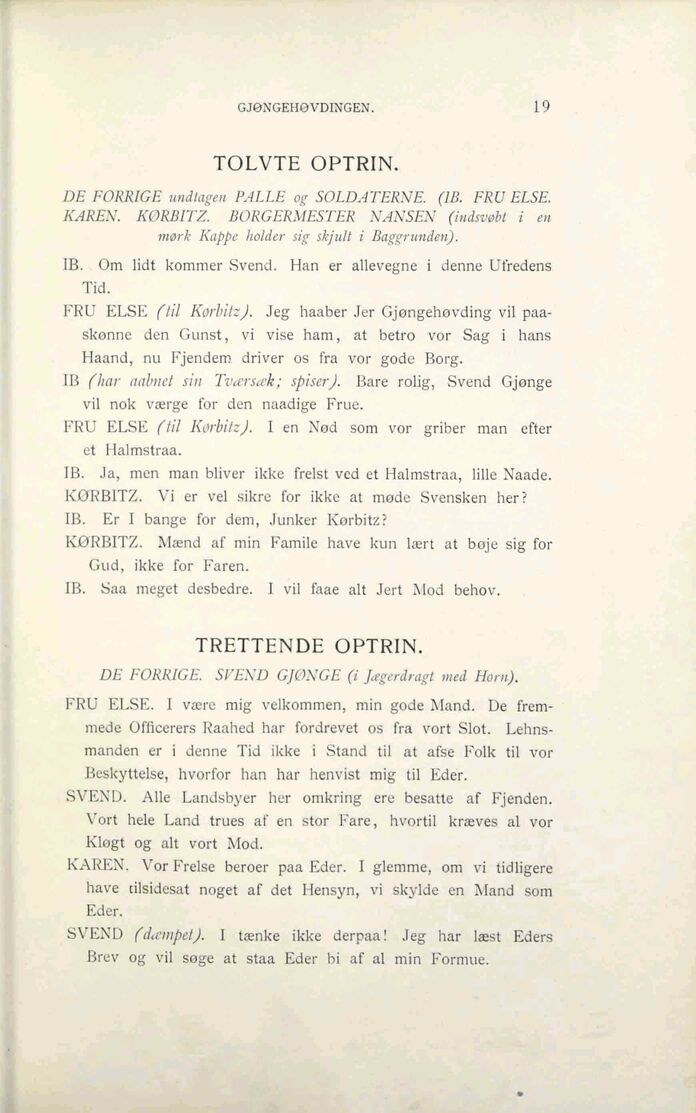 GJØNGEHØVDINGEN. 19
TOLVTE OPTRIN.
DE FORRIGE undtagen PALLE og SOLDATERNE. (IB. FRU ELSE.
KAREN. KØRBITZ. BORGERMESTER NANSEN (indsvøbt i en
mørk Kappe holder sig skjult i Baggrunden).
IB. Om lidt kommer Svend. Han er allevegne i denne Ufredens
Tid.
FRU ELSE (til Kørbitz). Jeg haaber Jer Gjøngehøvding vil paa-
skønne den Gunst, vi vise ham, at betro vor Sag i hans
Haand, nu Fjendem driver os fra vor gode Borg.
IB (har aabnet sin Tværsæk; spiser). Bare rolig, Svend Gjønge
vil nok værge for den naadige Frue.
FRU ELSE (til Kørbitz). I en Nød som vor griber man efter
et Halmstraa.
IB. Ja, men man bliver ikke frelst ved et Halmstraa, lille Naade.
KØRBITZ. Vi er vel sikre for ikke at møde Svensken her?
IB. Er I bange for dem, Junker Kørbitz?
KØRBITZ. Mænd af min Famile have kun lært at bøje sig for
Gud, ikke for Faren.
IB. Saa meget desbedre. I vil faae alt Jert Mod behov.
TRETTENDE OPTRIN.
DE FORRIGE. SVEND GJØNGE (i Jægerdragt med Horn).
FRU ELSE. I være mig velkommen, min gode Mand. De frem-
mede Officerers Raahed har fordrevet os fra vort Slot. Lehns-
manden er i denne Tid ikke i Stand til at afse Folk til vor
Beskyttelse, hvorfor han har henvist mig til Eder.
SVEND. Alle Landsbyer her omkring ere besatte af Fjenden.
Vort hele Land trues af en stor Fare, hvortil kræves al vor
Kløgt og alt vort Mod.
KAREN. Vor Frelse beroer paa Eder. I glemme, om vi tidligere
have tilsidesat noget af det Hensyn, vi skylde en Mand som
Eder.
SVEND (dæmpet). I tænke ikke derpaa! Jeg har læst Eders
Brev og vil søge at staa Eder bi af al min Formue.